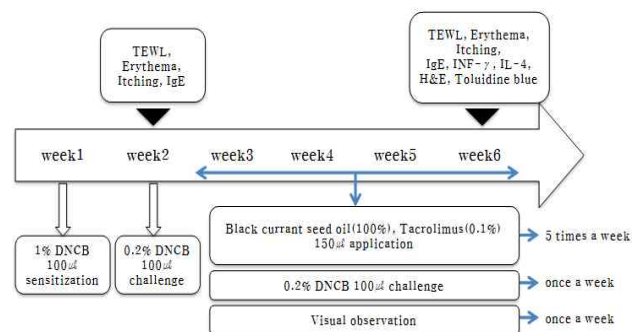 TEWL,
Erythema,
Itching, IgE
TEWL, Erythema,
Itching,
IgE, INF-γ, IL-4,
H&E, Toluidine blue
week1 week2 week3 week4 week5 week6
1% DNCB
100㎕
sensitization
0.2% DNCB
100㎕
challenge
Black currant seed oil(100%), Tacrolimus(0.1%)
150㎕ application
5 times a week
0.2% DNCB 100㎕ challenge
once a week
Visual observation
once a week